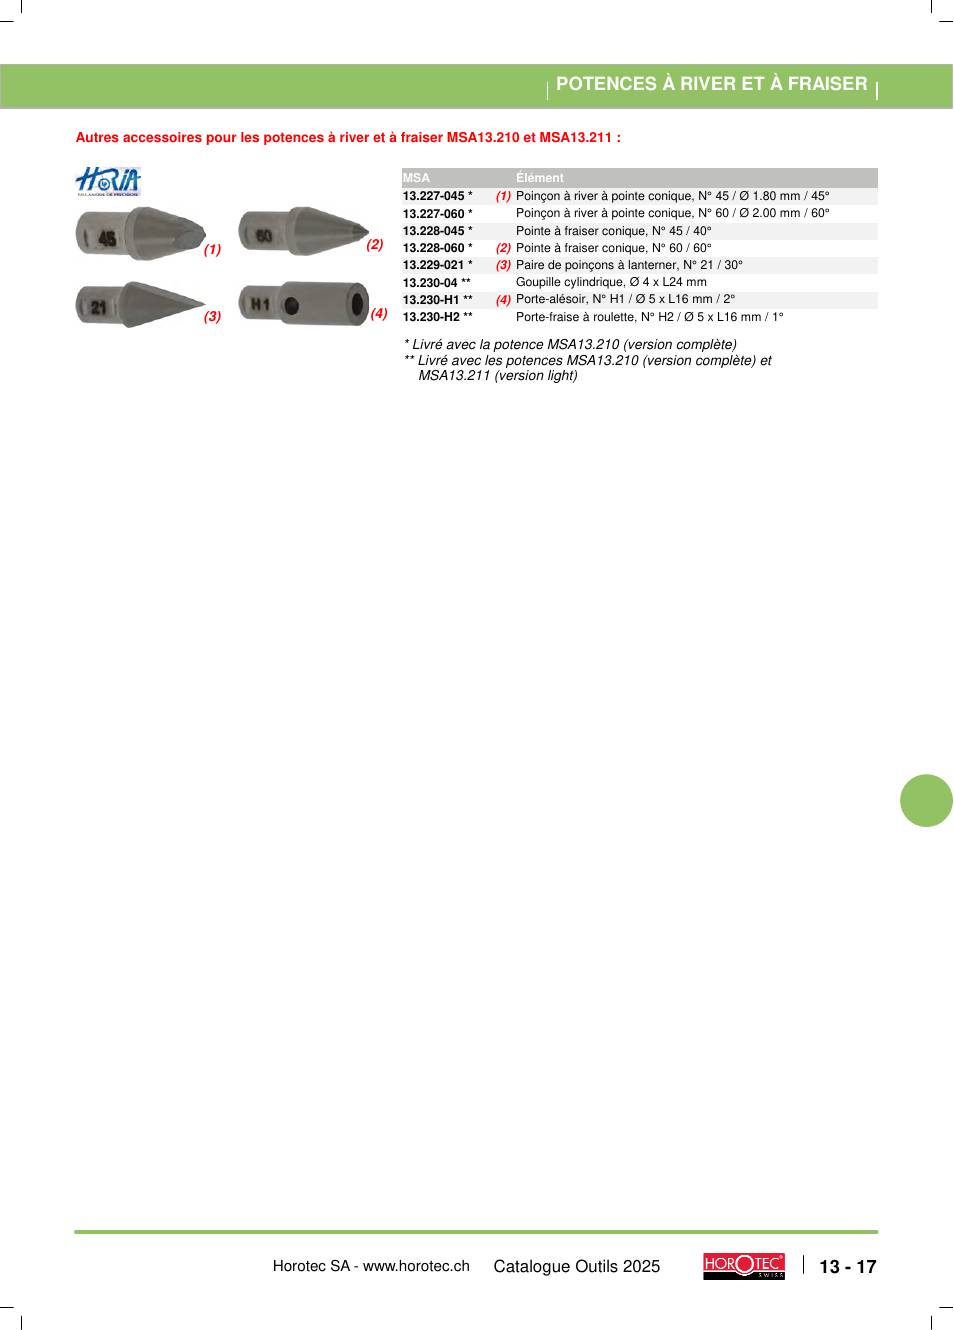 POTENCES À RIVER ET À FRAISER
Autres accessoires pour les potences à river et à fraiser MSA13.210 et MSA13.211 :
HORIA
45
(1)
60
(2)
21
(3)
H1
(4)
MSA Élément
13.227-045 * (1) Poinçon à river à pointe conique, N° 45 / Ø 1.80 mm / 45°
13.227-060 * Poinçon à river à pointe conique, N° 60 / Ø 2.00 mm / 60°
13.228-045 * Pointe à fraiser conique, N° 45 / 40°
13.228-060 * (2) Pointe à fraiser conique, N° 60 / 60°
13.229-021 * (3) Paire de poinçons à lanterner, N° 21 / 30°
13.230-04 ** Goupille cylindrique, Ø 4 x L24 mm
13.230-H1 ** (4) Porte-alésoir, N° H1 / Ø 5 x L16 mm / 2°
13.230-H2 ** Porte-fraise à roulette, N° H2 / Ø 5 x L16 mm / 1°
* Livré avec la potence MSA13.210 (version complète)
** Livré avec les potences MSA13.210 (version complète) et
MSA13.211 (version light)
Horotec SA - www.horotec.ch Catalogue Outils 2025 HOROTEC® SWISS 13 - 17